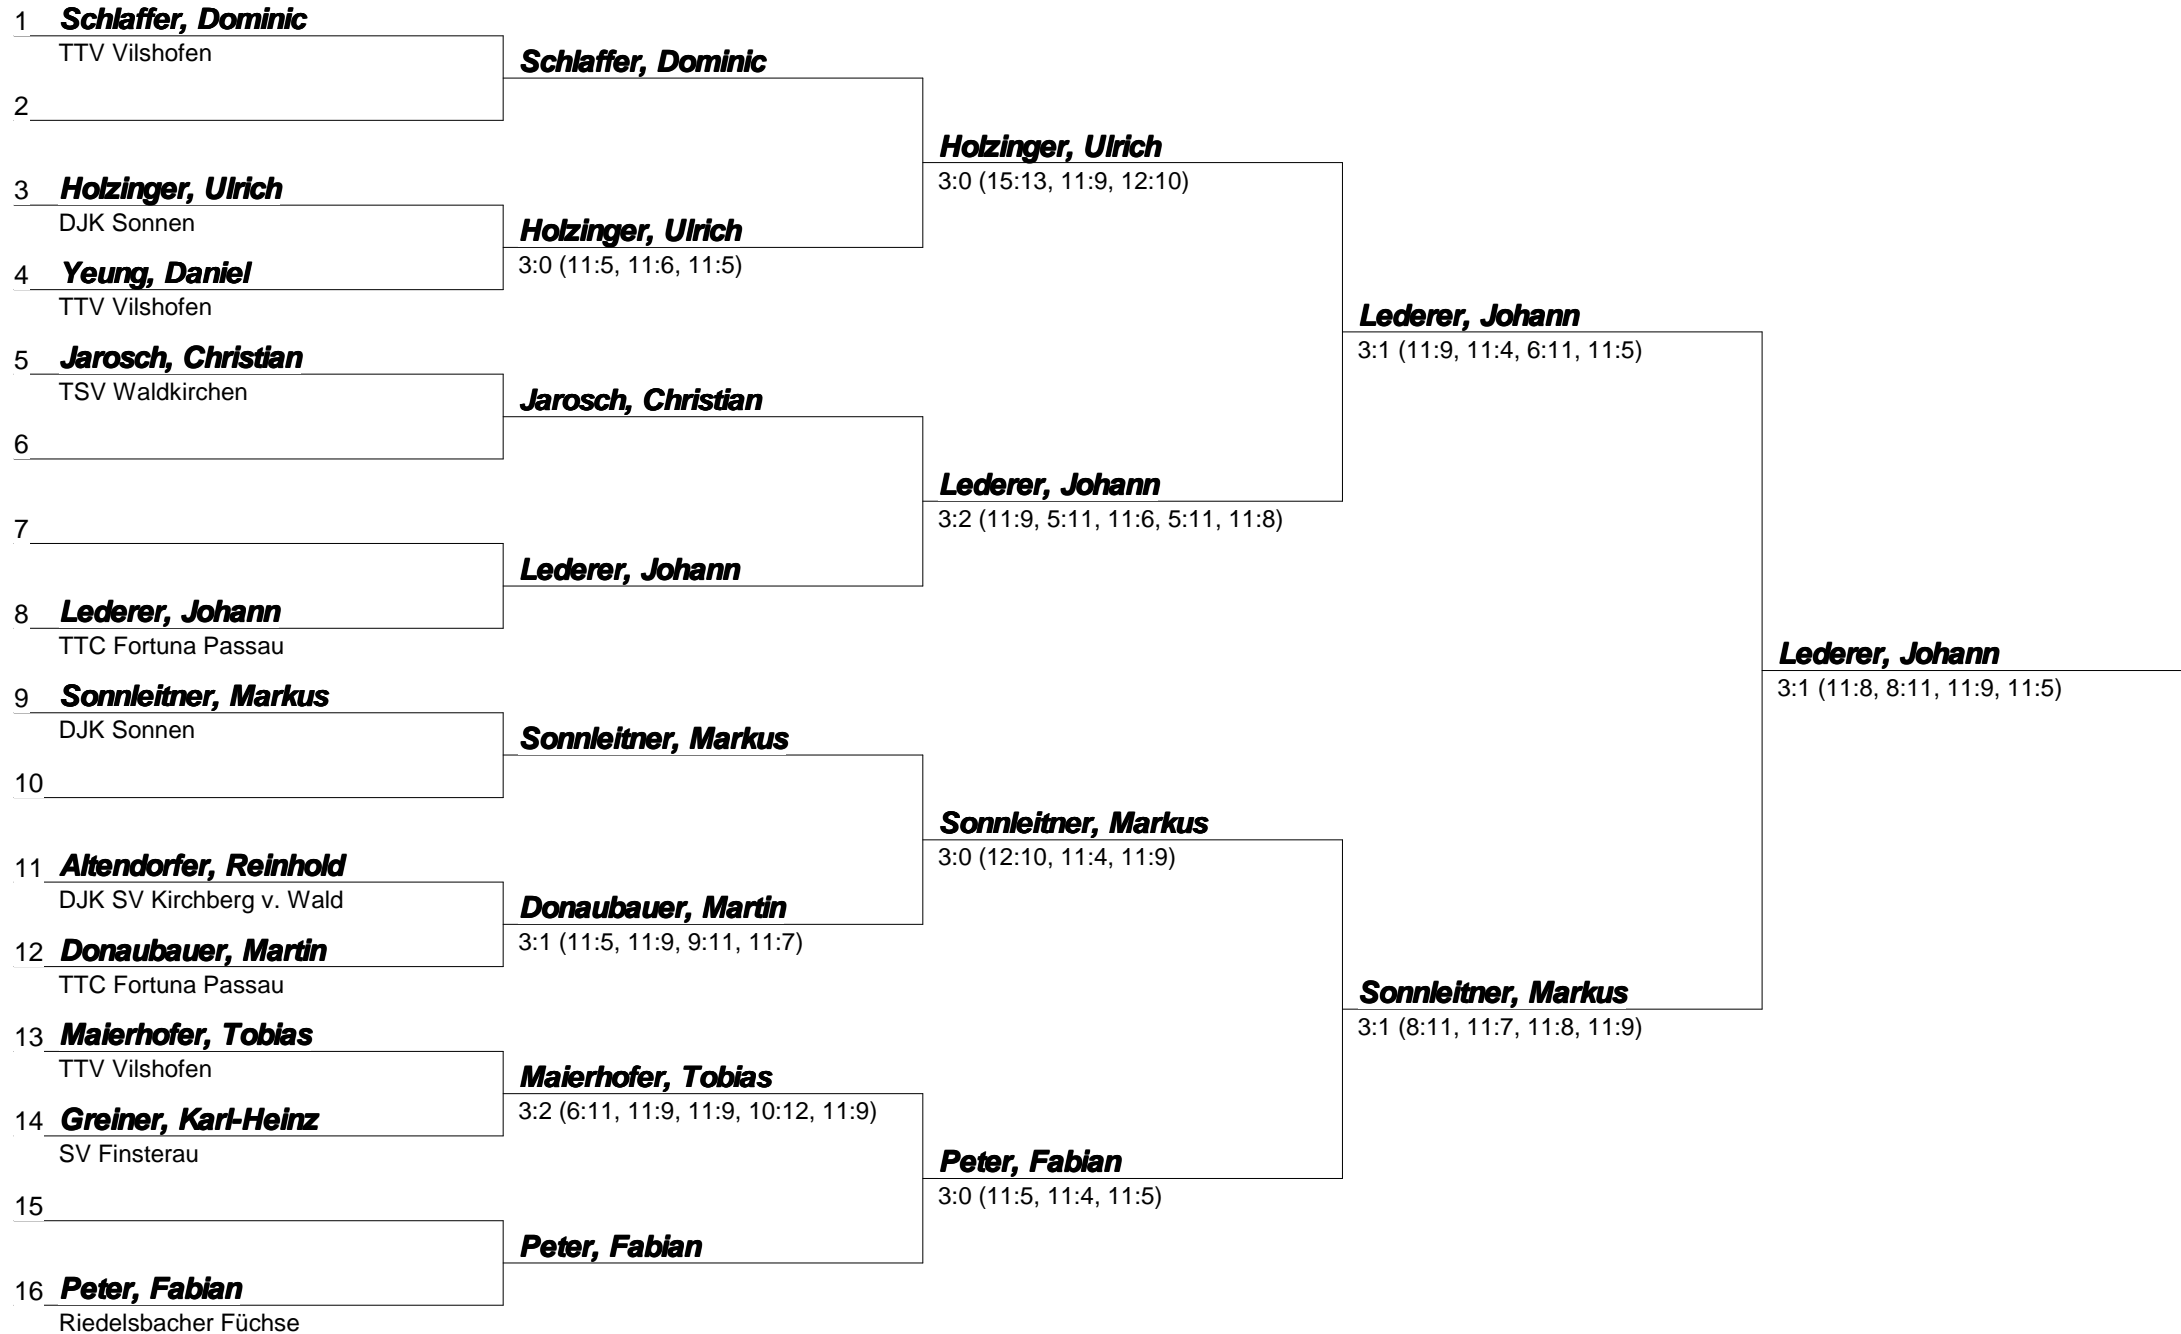 1 Schlaffer, Dominic
TTV Vilshofen
Schlaffer, Dominic
2
Holzinger, Ulrich
3:0 (15:13, 11:9, 12:10)
3 Holzinger, Ulrich
DJK Sonnen
Holzinger, Ulrich
3:0 (11:5, 11:6, 11:5)
4 Yeung, Daniel
TTV Vilshofen
Lederer, Johann
3:1 (11:9, 11:4, 6:11, 11:5)
5 Jarosch, Christian
TSV Waldkirchen
Jarosch, Christian
6
Lederer, Johann
3:2 (11:9, 5:11, 11:6, 5:11, 11:8)
7
Lederer, Johann
8 Lederer, Johann
TTC Fortuna Passau
Lederer, Johann
3:1 (11:8, 8:11, 11:9, 11:5)
9 Sonnleitner, Markus
DJK Sonnen
Sonnleitner, Markus
10
Sonnleitner, Markus
3:0 (12:10, 11:4, 11:9)
11 Altendorfer, Reinhold
DJK SV Kirchberg v. Wald
Donaubauer, Martin
3:1 (11:5, 11:9, 9:11, 11:7)
12 Donaubauer, Martin
TTC Fortuna Passau
Sonnleitner, Markus
3:1 (8:11, 11:7, 11:8, 11:9)
13 Maierhofer, Tobias
TTV Vilshofen
Maierhofer, Tobias
3:2 (6:11, 11:9, 11:9, 10:12, 11:9)
14 Greiner, Karl-Heinz
SV Finsterau
Peter, Fabian
3:0 (11:5, 11:4, 11:5)
15
Peter, Fabian
16 Peter, Fabian
Riedelsbacher Füchse